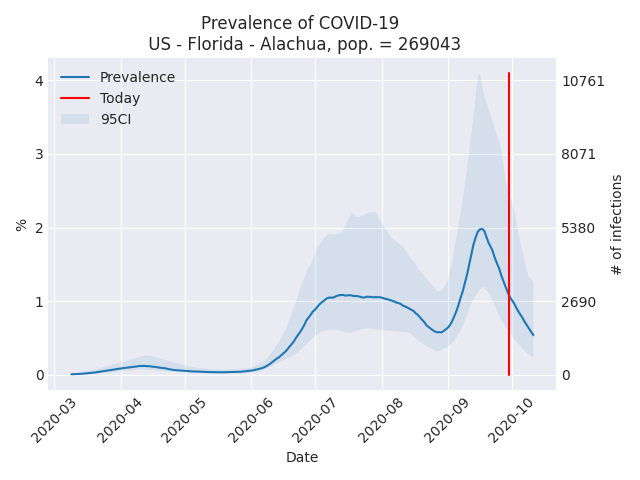 Prevalence of COVID-19
US - Florida - Alachua, pop. = 269043
Prevalence
Today
95CI
%
4
3
2
1
0
10761
8071
5380
2690
0
# of infections
2020-03
2020-04
2020-05
2020-06
2020-07
2020-08
2020-09
2020-10
Date